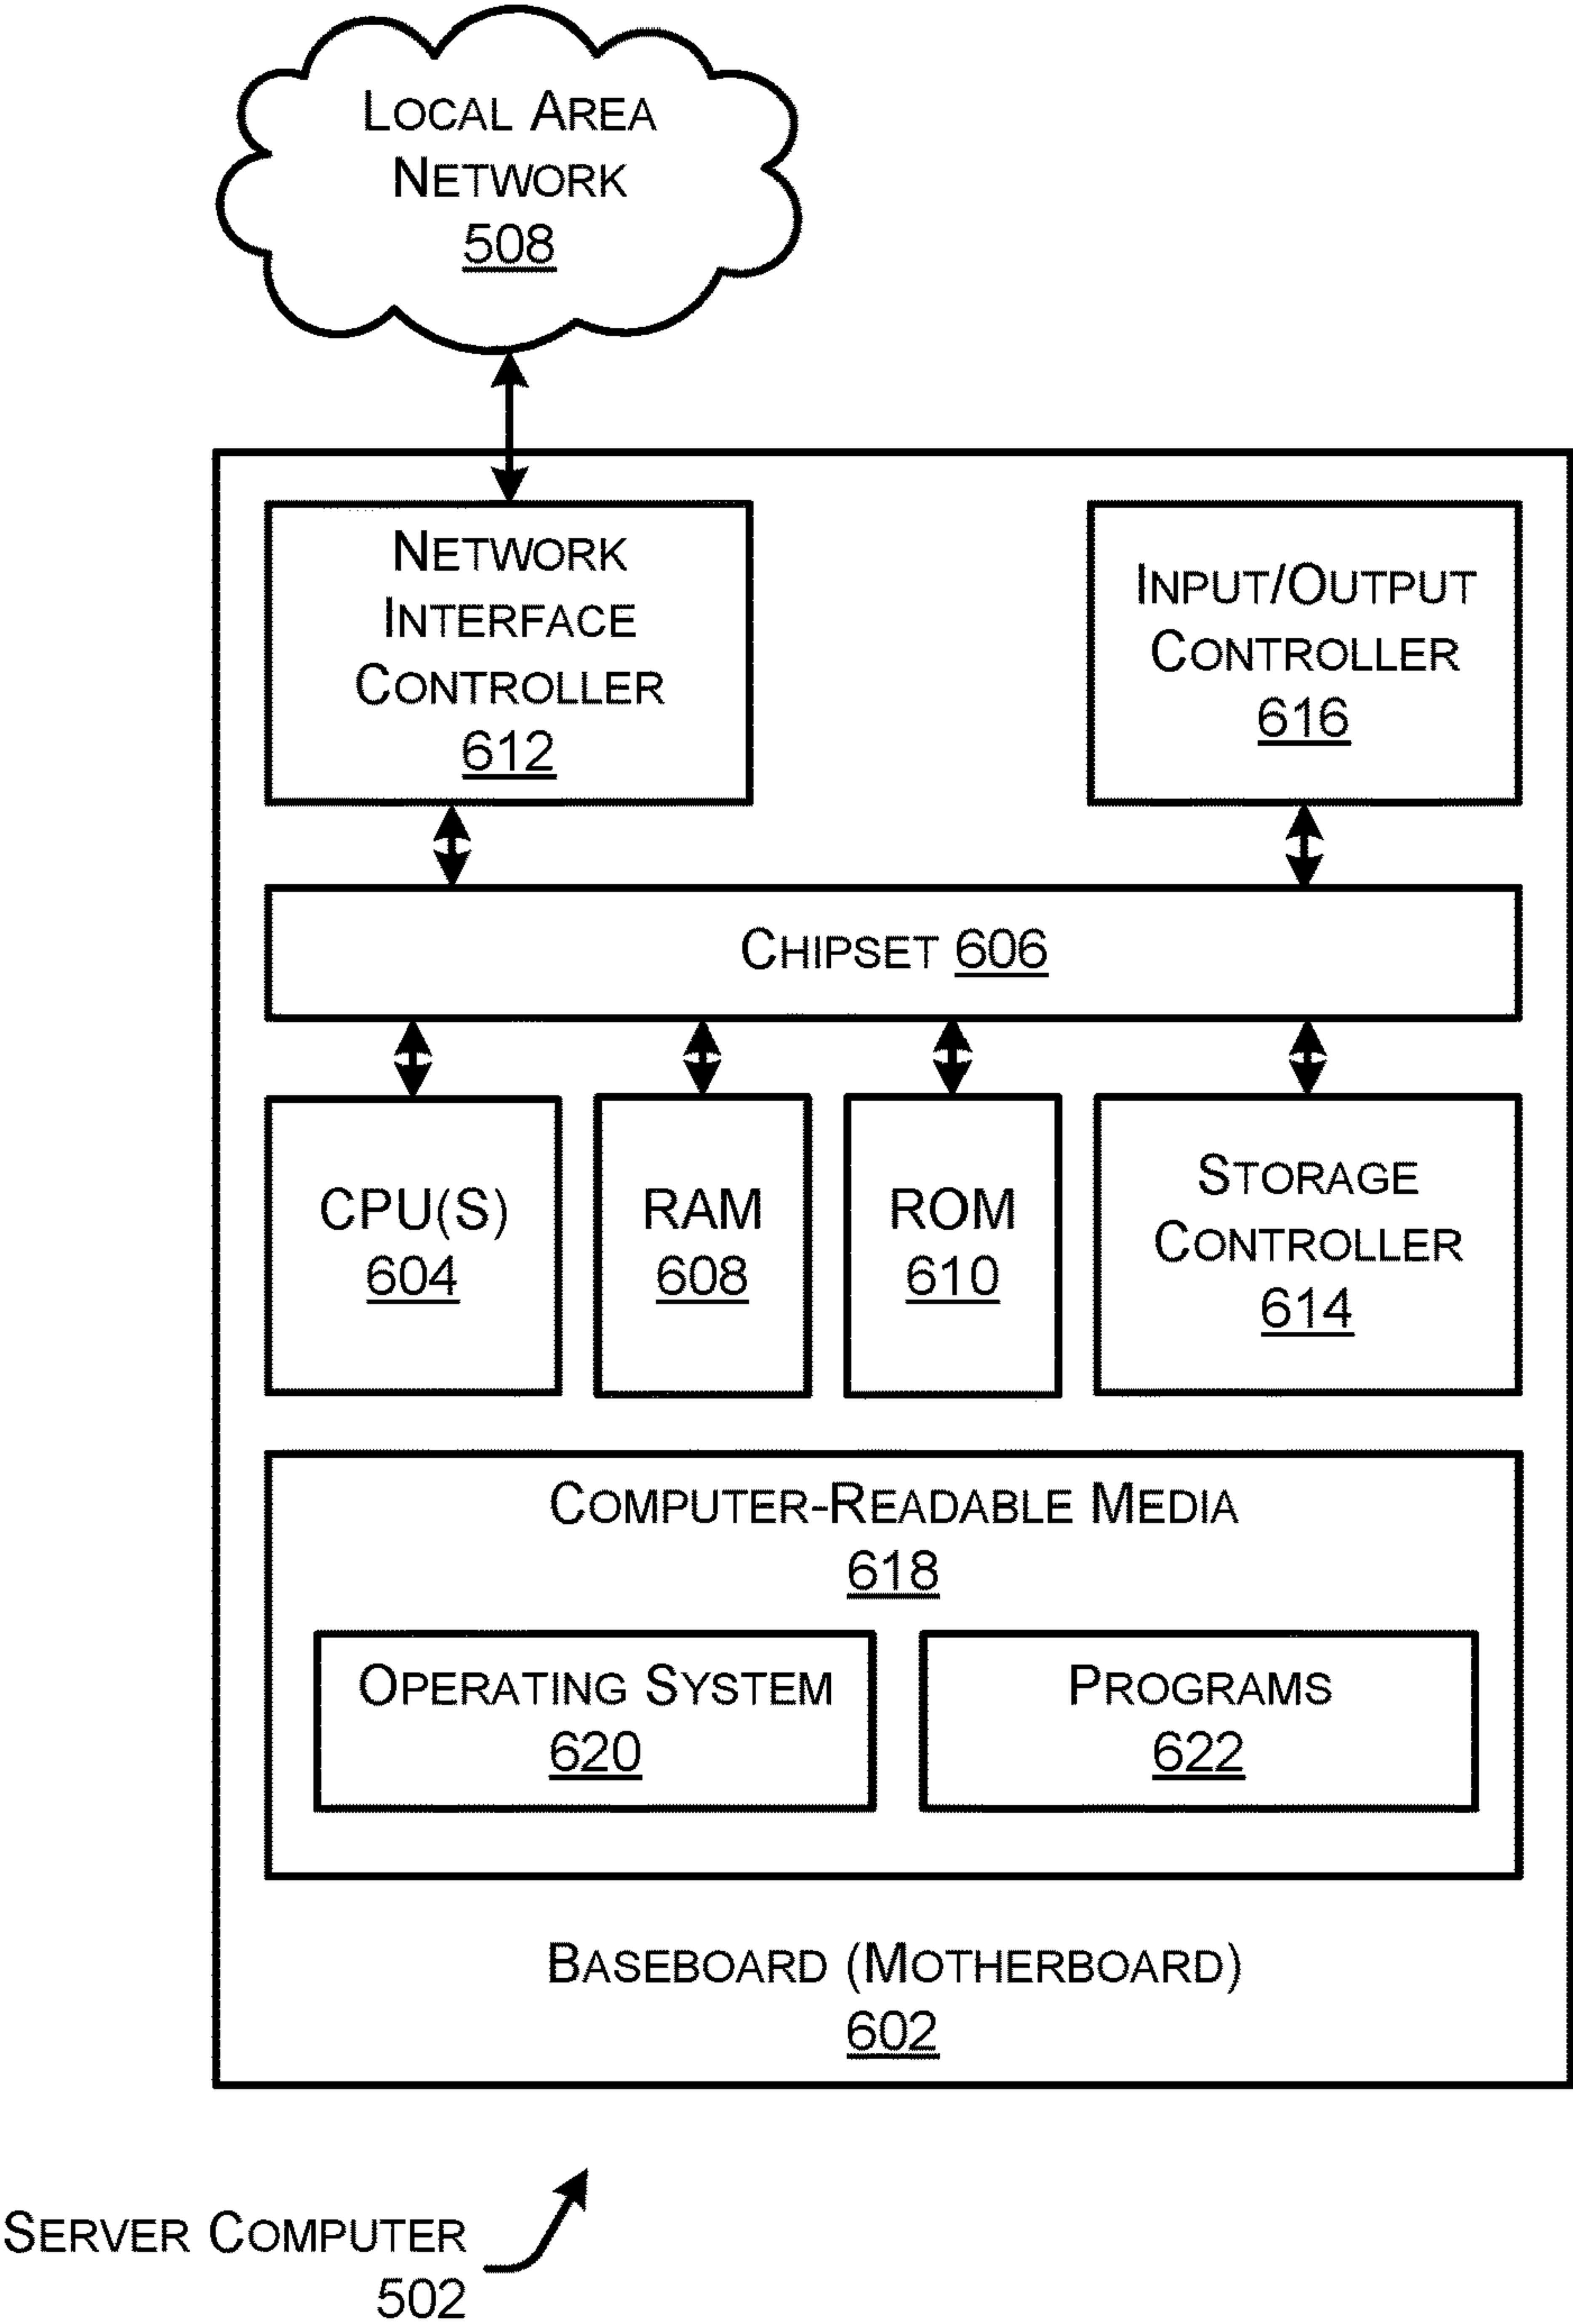 LOCAL AREA
NETWORK
508
NETWORK
INTERFACE
CONTROLLER
612
INPUT/OUTPUT
CONTROLLER
616
CHIPSET 606
CPU(S)
604
RAM
608
ROM
610
STORAGE
CONTROLLER
614
COMPUTER-READABLE MEDIA
618
OPERATING SYSTEM
620
PROGRAMS
622
BASEBOARD (MOTHERBOARD)
602
SERVER COMPUTER
502